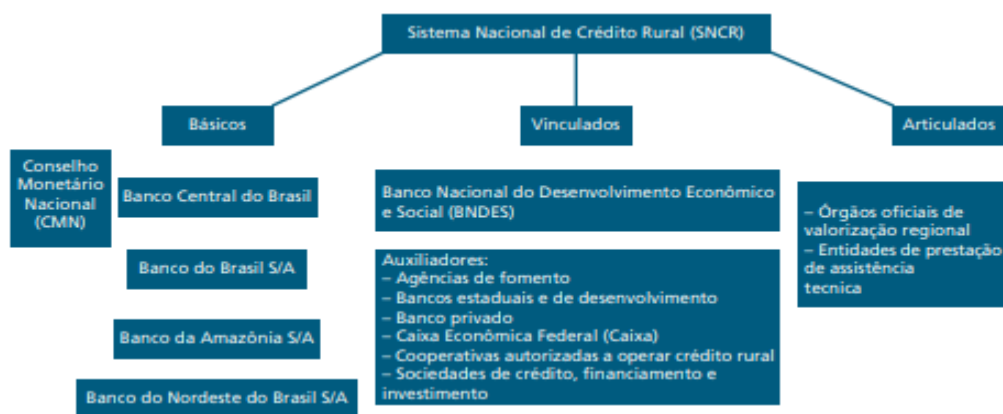 Sistema Nacional de Crédito Rural (SNCR)
Básicos
Vinculados
Articulados
Conselho
Monetário
Nacional
(CMN)
Banco Central do Brasil
Banco do Brasil S/A
Banco da Amazônia S/A
Banco do Nordeste do Brasil S/A
Banco Nacional do Desenvolvimento Econômico
e Social (BNDES)
Auxiliadores:
– Agências de fomento
– Bancos estaduais e de desenvolvimento
– Banco privado
– Caixa Econômica Federal (Caixa)
– Cooperativas autorizadas a operar crédito rural
– Sociedades de crédito, financiamento e
investimento
– Órgãos oficiais de
valorização regional
– Entidades de prestação
de assistência
tecnica